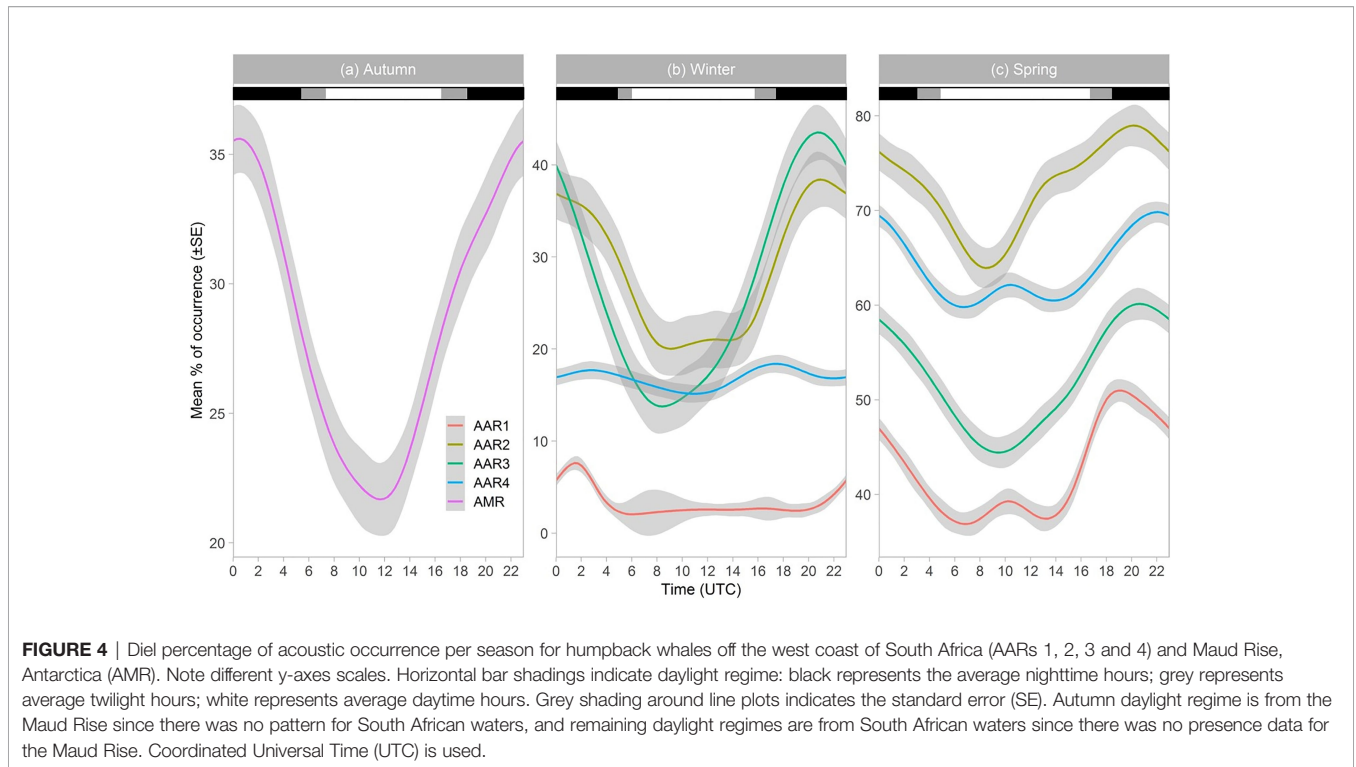 (a) Autumn
(b) Winter
(c) Spring
Mean % of occurrence (±SE)
35
30
25
20
40
30
20
10
0
80
70
60
50
40
AAR1
AAR2
AAR3
AAR4
AMR
0 2 4 6 8 10 12 14 16 18 20 22
0 2 4 6 8 10 12 14 16 18 20 22
0 2 4 6 8 10 12 14 16 18 20 22
Time (UTC)
FIGURE 4 | Diel percentage of acoustic occurrence per season for humpback whales off the west coast of South Africa (AARs 1, 2, 3 and 4) and Maud Rise,
Antarctica (AMR). Note different y-axes scales. Horizontal bar shadings indicate daylight regime: black represents the average nighttime hours; grey represents
average twilight hours; white represents average daytime hours. Grey shading around line plots indicates the standard error (SE). Autumn daylight regime is from the
Maud Rise since there was no pattern for South African waters, and remaining daylight regimes are from South African waters since there was no presence data for
the Maud Rise. Coordinated Universal Time (UTC) is used.